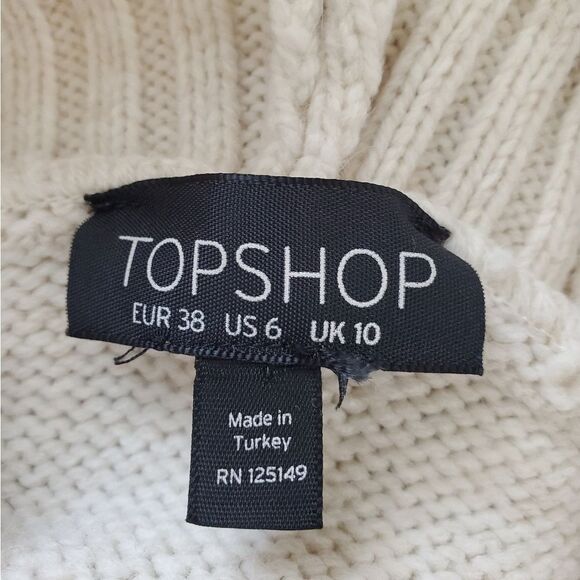 TOPSHOP
EUR 38 US 6 UK 10
Made in
Turkey
RN 125149